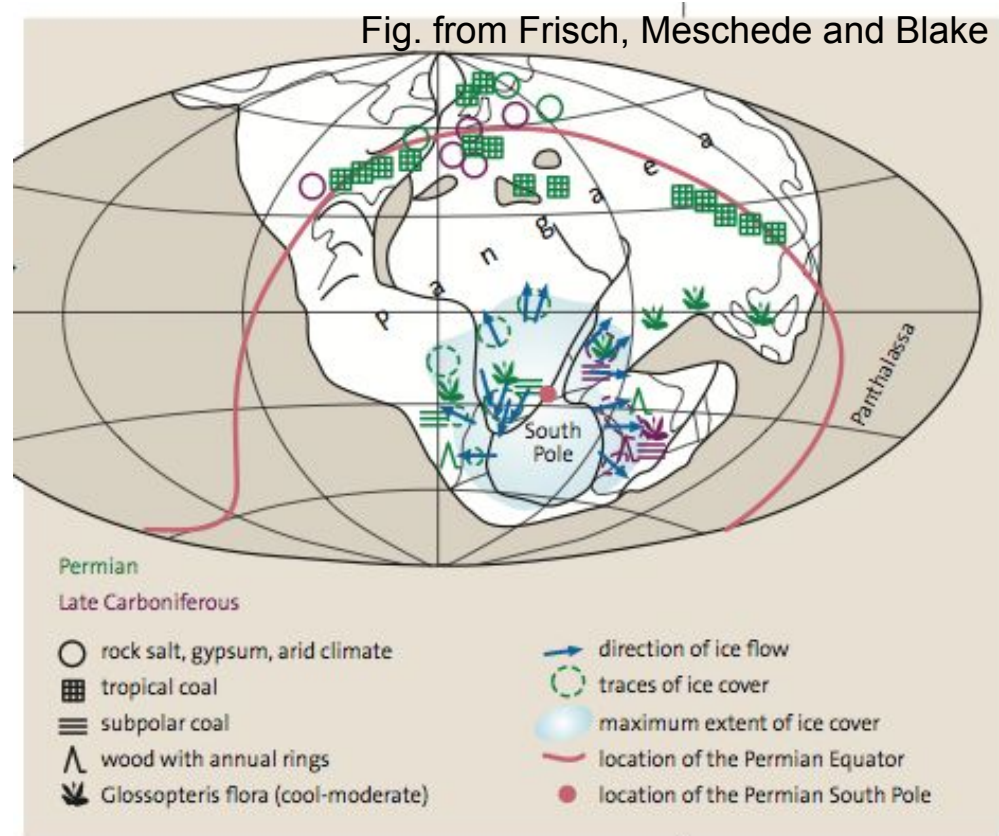 Fig. from Frisch, Meschede and Blake
Pangaea
Panthalassa
South
Pole
Permian
Late Carboniferous
rock salt, gypsum, arid climate
tropical coal
subpolar coal
wood with annual rings
Glossopteris flora (cool-moderate)
direction of ice flow
traces of ice cover
maximum extent of ice cover
location of the Permian Equator
location of the Permian South Pole